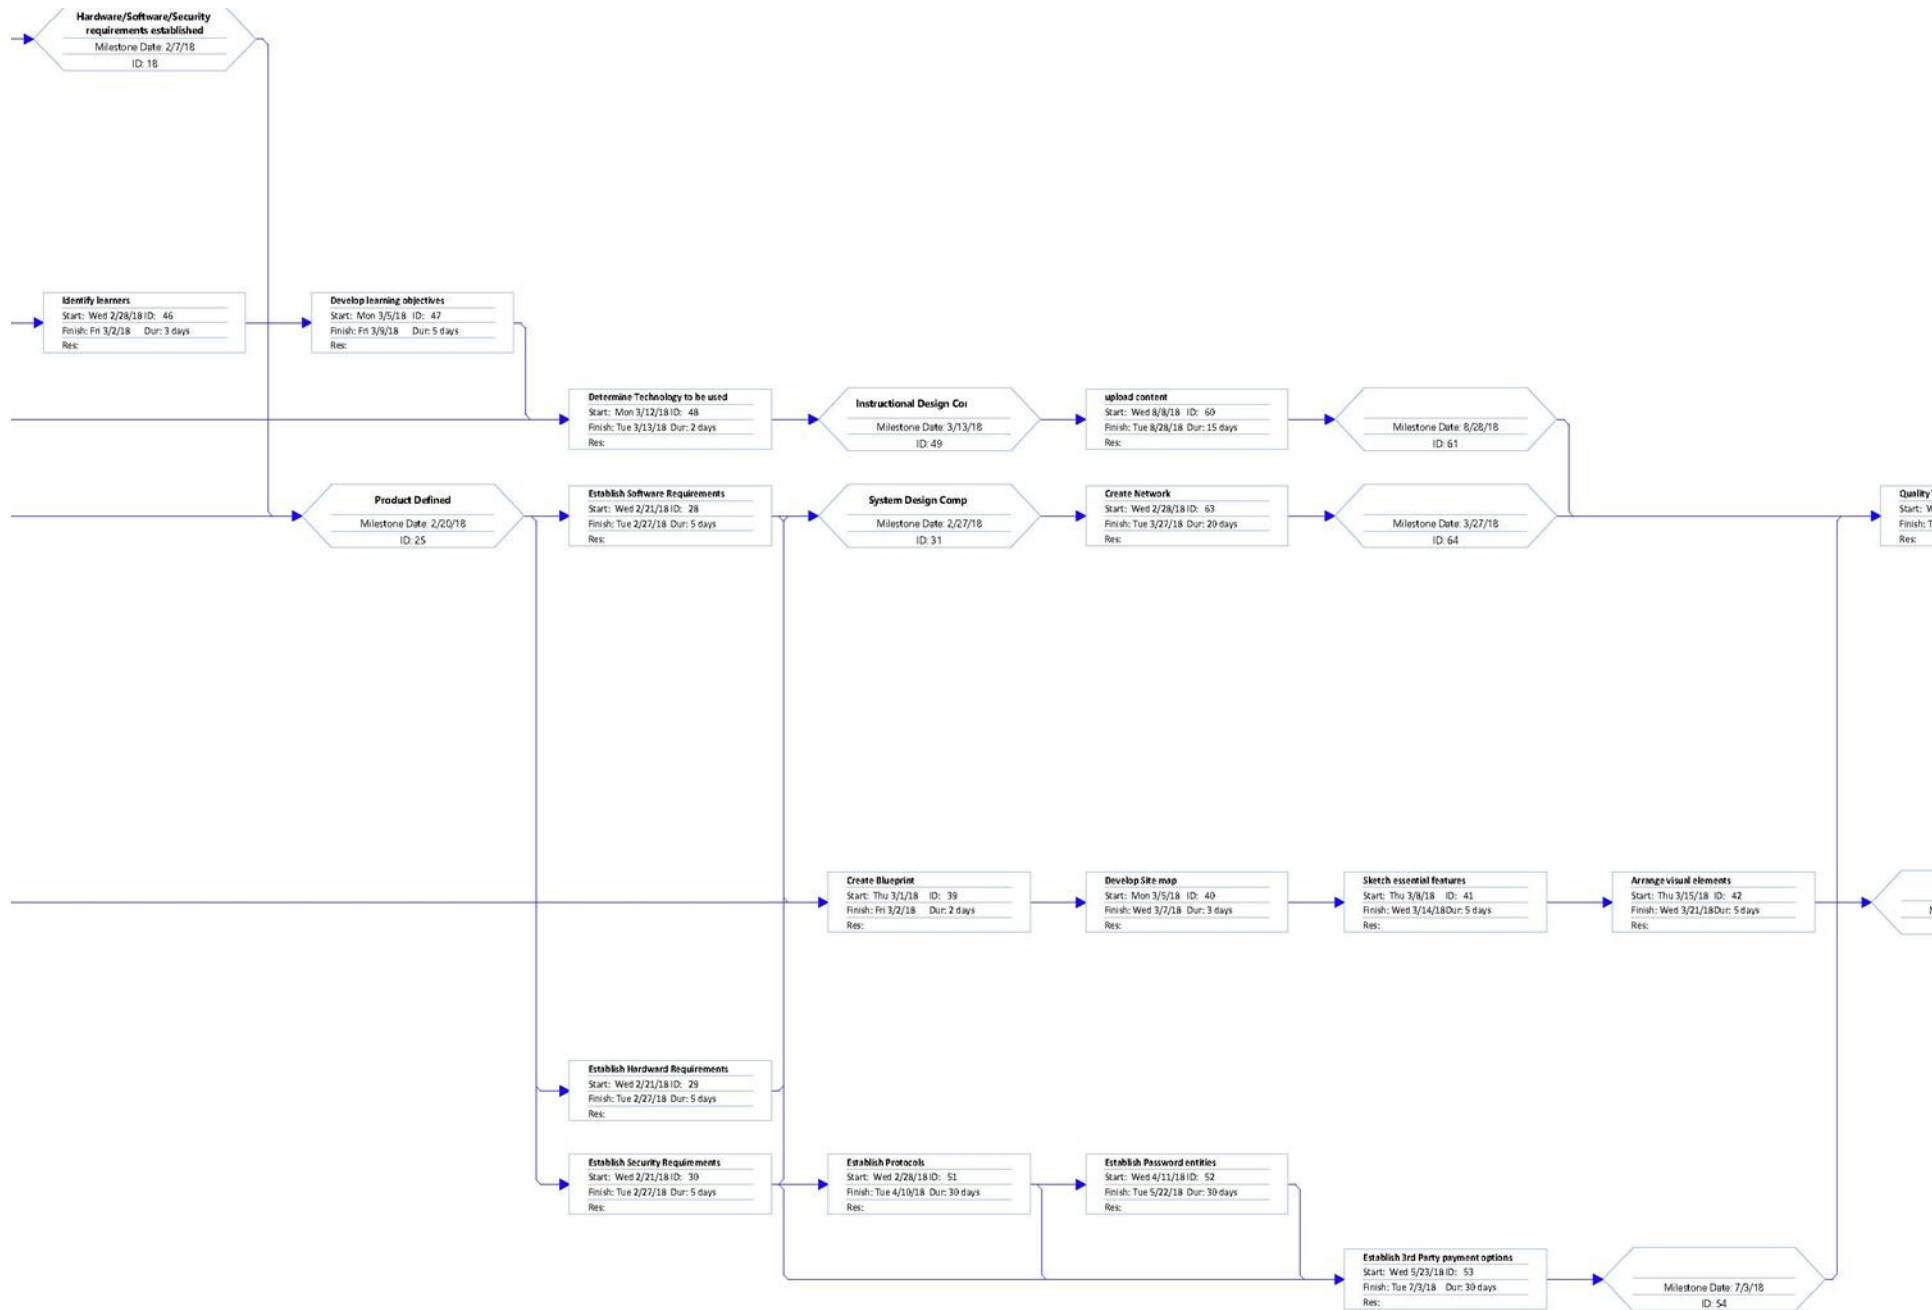 Hardware/Software/Security
requirements established
Milestone Date: 2/7/18
ID: 18
Identify learners
Start: Wed 2/28/18 ID: 46
Finish: Fri 3/2/18 Dur: 3 days
Res:
Develop learning objectives
Start: Mon 3/5/18 ID: 47
Finish: Fri 3/9/18 Dur: 5 days
Res:
Determine Technology to be used
Start: Mon 3/12/18 ID: 48
Finish: Tue 3/13/18 Dur: 2 days
Res:
Instructional Design Co
Milestone Date: 3/13/18
ID: 49
upload content
Start: Wed 8/8/18 ID: 60
Finish: Tue 8/28/18 Dur: 15 days
Res:
Milestone Date: 8/28/18
ID: 61
Product Defined
Milestone Date: 2/20/18
ID: 25
Establish Software Requirements
Start: Wed 2/21/18 ID: 28
Finish: Tue 2/27/18 Dur: 5 days
Res:
System Design Comp
Milestone Date: 2/27/18
ID: 31
Create Network
Start: Wed 2/28/18 ID: 63
Finish: Tue 3/27/18 Dur: 20 days
Res:
Milestone Date: 3/27/18
ID: 64
Quality
Start: W
Finish: T
Res:
Create Blueprint
Start: Thu 3/1/18 ID: 39
Finish: Fri 3/2/18 Dur: 2 days
Res:
Develop Site map
Start: Mon 3/5/18 ID: 40
Finish: Wed 3/7/18 Dur: 3 days
Res:
Sketch essential features
Start: Thu 3/8/18 ID: 41
Finish: Wed 3/14/18 Dur: 5 days
Res:
Arrange visual elements
Start: Thu 3/15/18 ID: 42
Finish: Wed 3/21/18 Dur: 5 days
Res:
Establish Hardward Requirements
Start: Wed 2/21/18 ID: 29
Finish: Tue 2/27/18 Dur: 5 days
Res:
Establish Security Requirements
Start: Wed 2/21/18 ID: 30
Finish: Tue 2/27/18 Dur: 5 days
Res:
Establish Protocols
Start: Wed 2/28/18 ID: 51
Finish: Tue 4/10/18 Dur: 30 days
Res:
Establish Password entities
Start: Wed 4/11/18 ID: 52
Finish: Tue 5/22/18 Dur: 30 days
Res:
Establish 3rd Party payment options
Start: Wed 5/23/18 ID: 53
Finish: Tue 7/3/18 Dur: 30 days
Res:
Milestone Date: 7/3/18
ID: 54